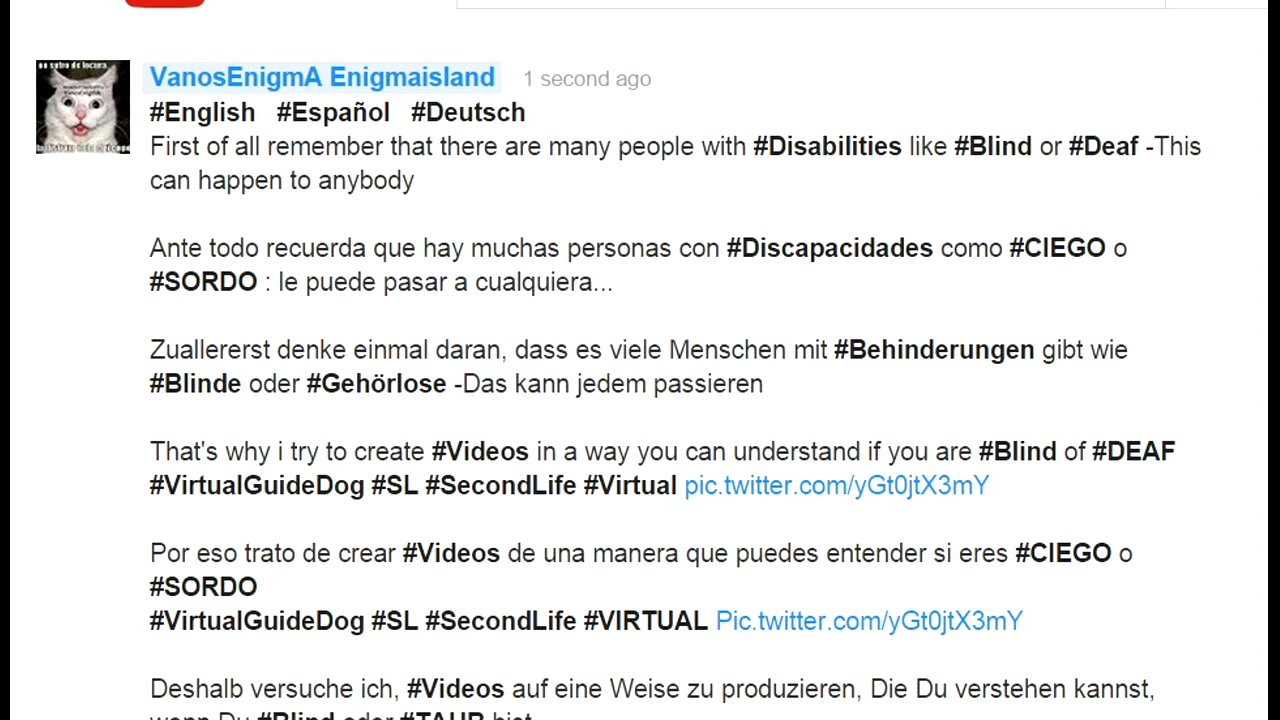 VanosEnigmA Enigmaisland 1 second ago
#English #Español #Deutsch
First of all remember that there are many people with #Disabilities like #Blind or #Deaf -This
can happen to anybody
Ante todo recuerda que hay muchas personas con #Discapacidades como #CIEGO o
#SORDO : le puede pasar a cualquiera...
Zuallererst denke einmal daran, dass es viele Menschen mit #Behinderungen gibt wie
#Blinde oder #Gehörlose -Das kann jedem passieren
That's why i try to create #Videos in a way you can understand if you are #Blind of #DEAF
#VirtualGuideDog #SL #SecondLife #Virtual pic.twitter.com/yGt0jtX3mY
Por eso trato de crear #Videos de una manera que puedes entender si eres #CIEGO o
#SORDO
#VirtualGuideDog #SL #SecondLife #VIRTUAL Pic.twitter.com/yGt0jtX3mY
Deshalb versuche ich, #Videos auf eine Weise zu produzieren, Die Du verstehen kannst,
wenn Du #Blind oder #TAUB bist